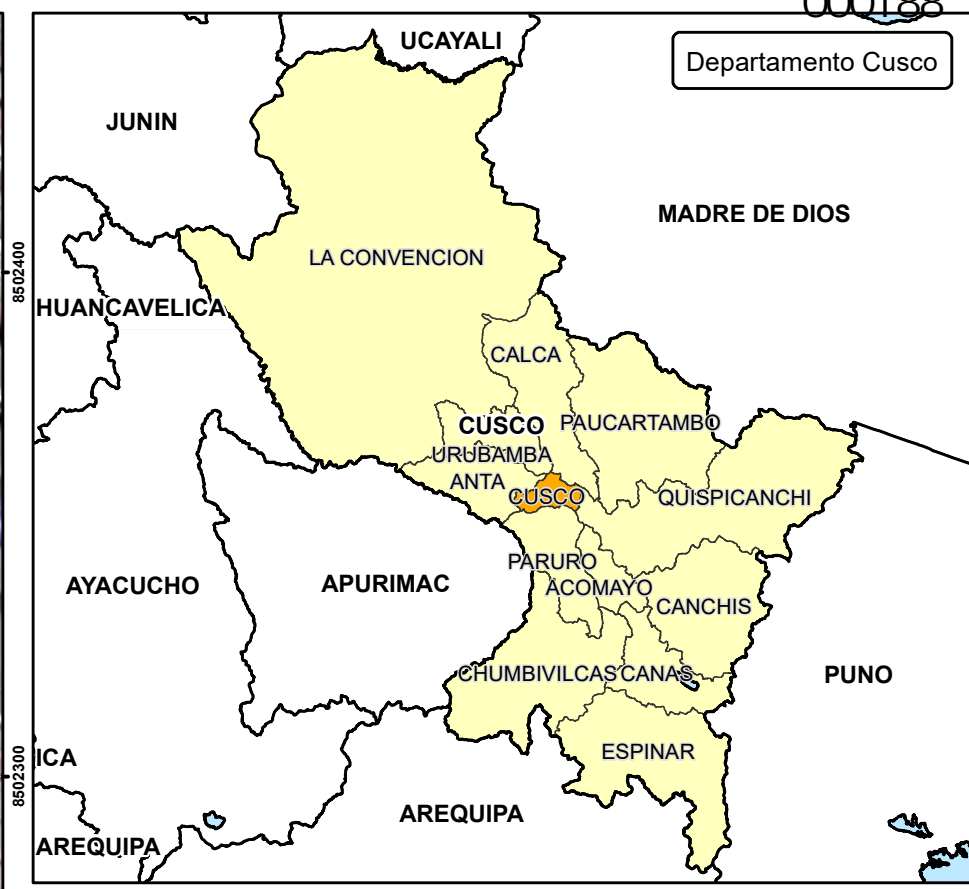 000188
UCAYALI
Departamento Cusco
JUNIN
MADRE DE DIOS
LA CONVENCION
8502400
HUANCAVELICA
CALCA
CUSCO
PAUCARTAMBO
URUBAMBA
ANTA
CUSCO
QUISPICANCHI
PARURO
AYACUCHO
APURIMAC
ACOMAYO
CANCHIS
CHUMBIVILCAS
CANAS
PUNO
ICA
ESPINAR
8502300
AREQUIPA
AREQUIPA